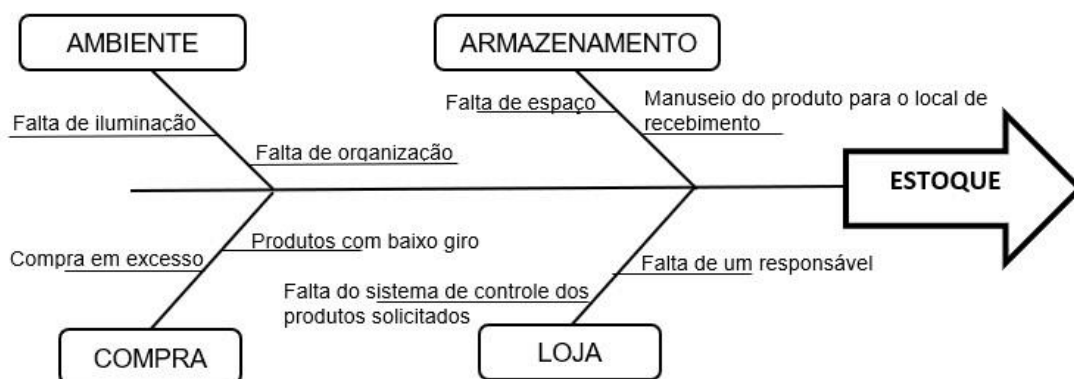 AMBIENTE
ARMAZENAMENTO
Falta de espaço
Manuseio do produto para o local de
recebimento
Falta de iluminação
Falta de organização
ESTOQUE
Produtos com baixo giro
Compra em excesso
Falta de um responsável
Falta do sistema de controle dos
produtos solicitados
COMPRA
LOJA